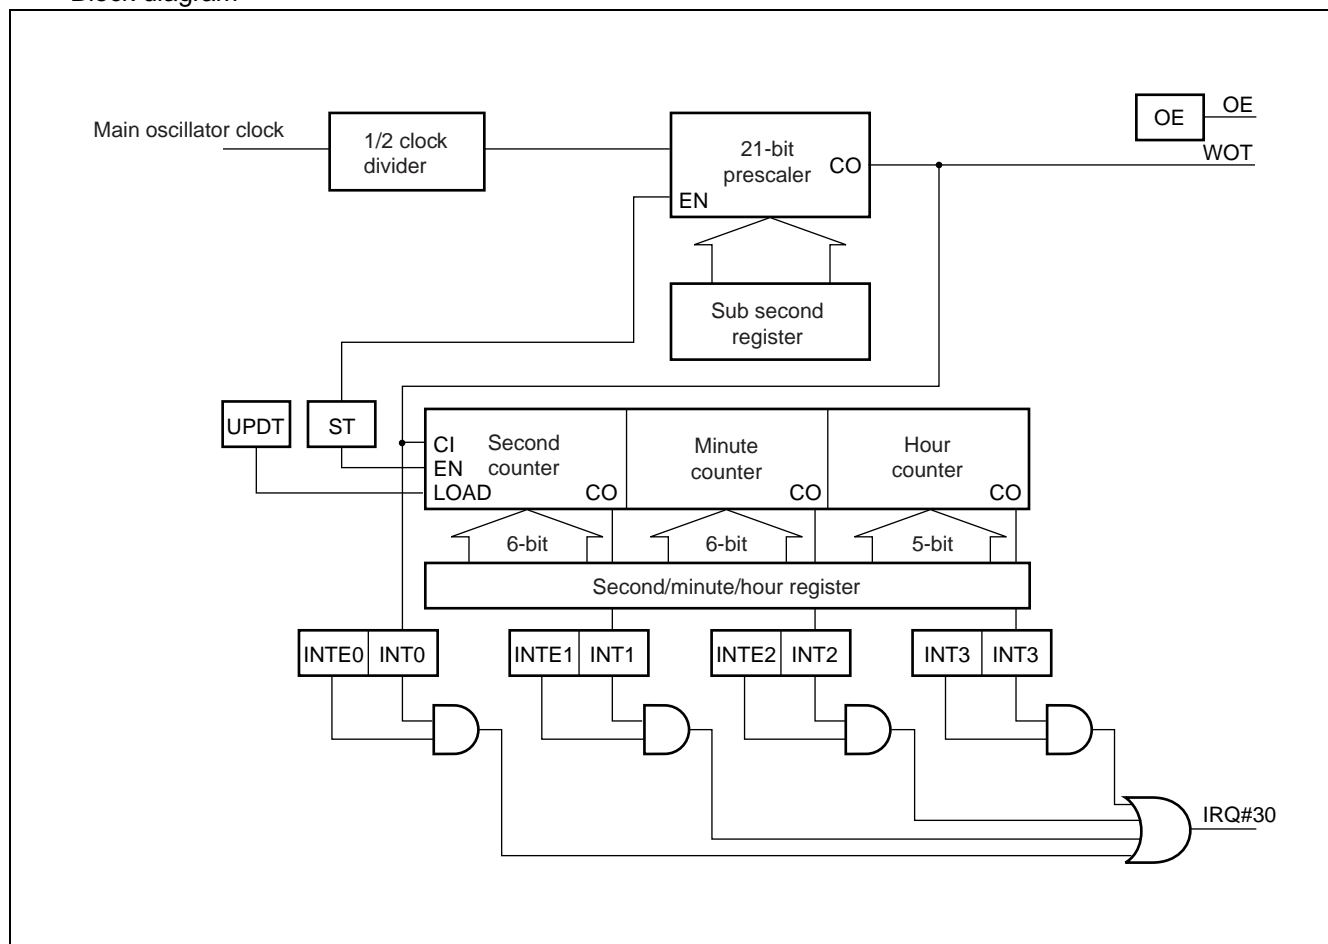 Block diagram
Main oscillator clock
1/2 clock
divider
21-bit
prescaler
CO
EN
OE
OE
WOT
Sub second
register
UPDT
ST
CI
EN
LOAD
Second
counter
CO
Minute
counter
CO
Hour
counter
CO
6-bit
6-bit
5-bit
Second/minute/hour register
INTE0
INT0
INTE1
INT1
INTE2
INT2
INT3
INT3
IRQ#30